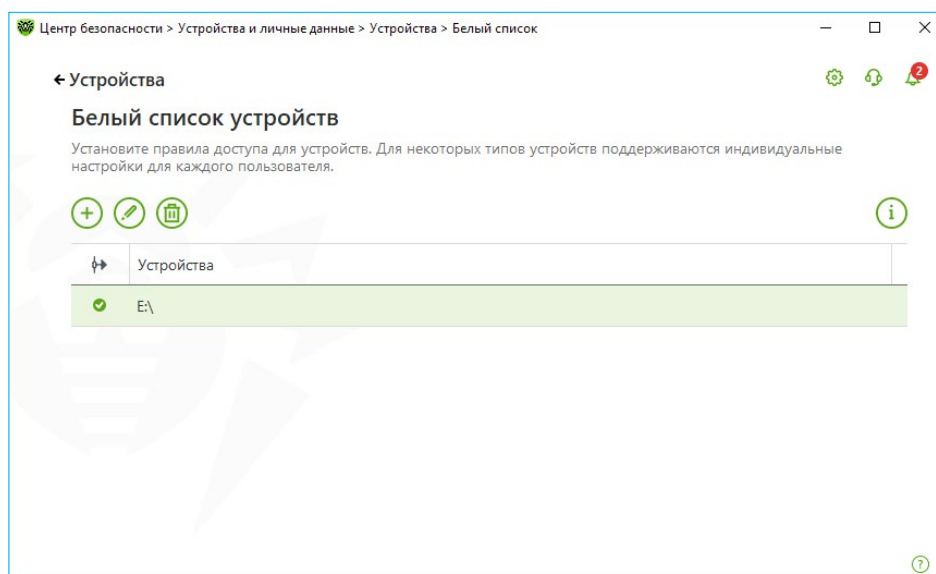 Центр безопасности > Устройства и личные данные > Устройства > Белый список
Устройства
2
Белый список устройств
Установите правила доступа для устройств. Для некоторых типов устройств поддерживаются индивидуальные
настройки для каждого пользователя.
Устройства
E:\